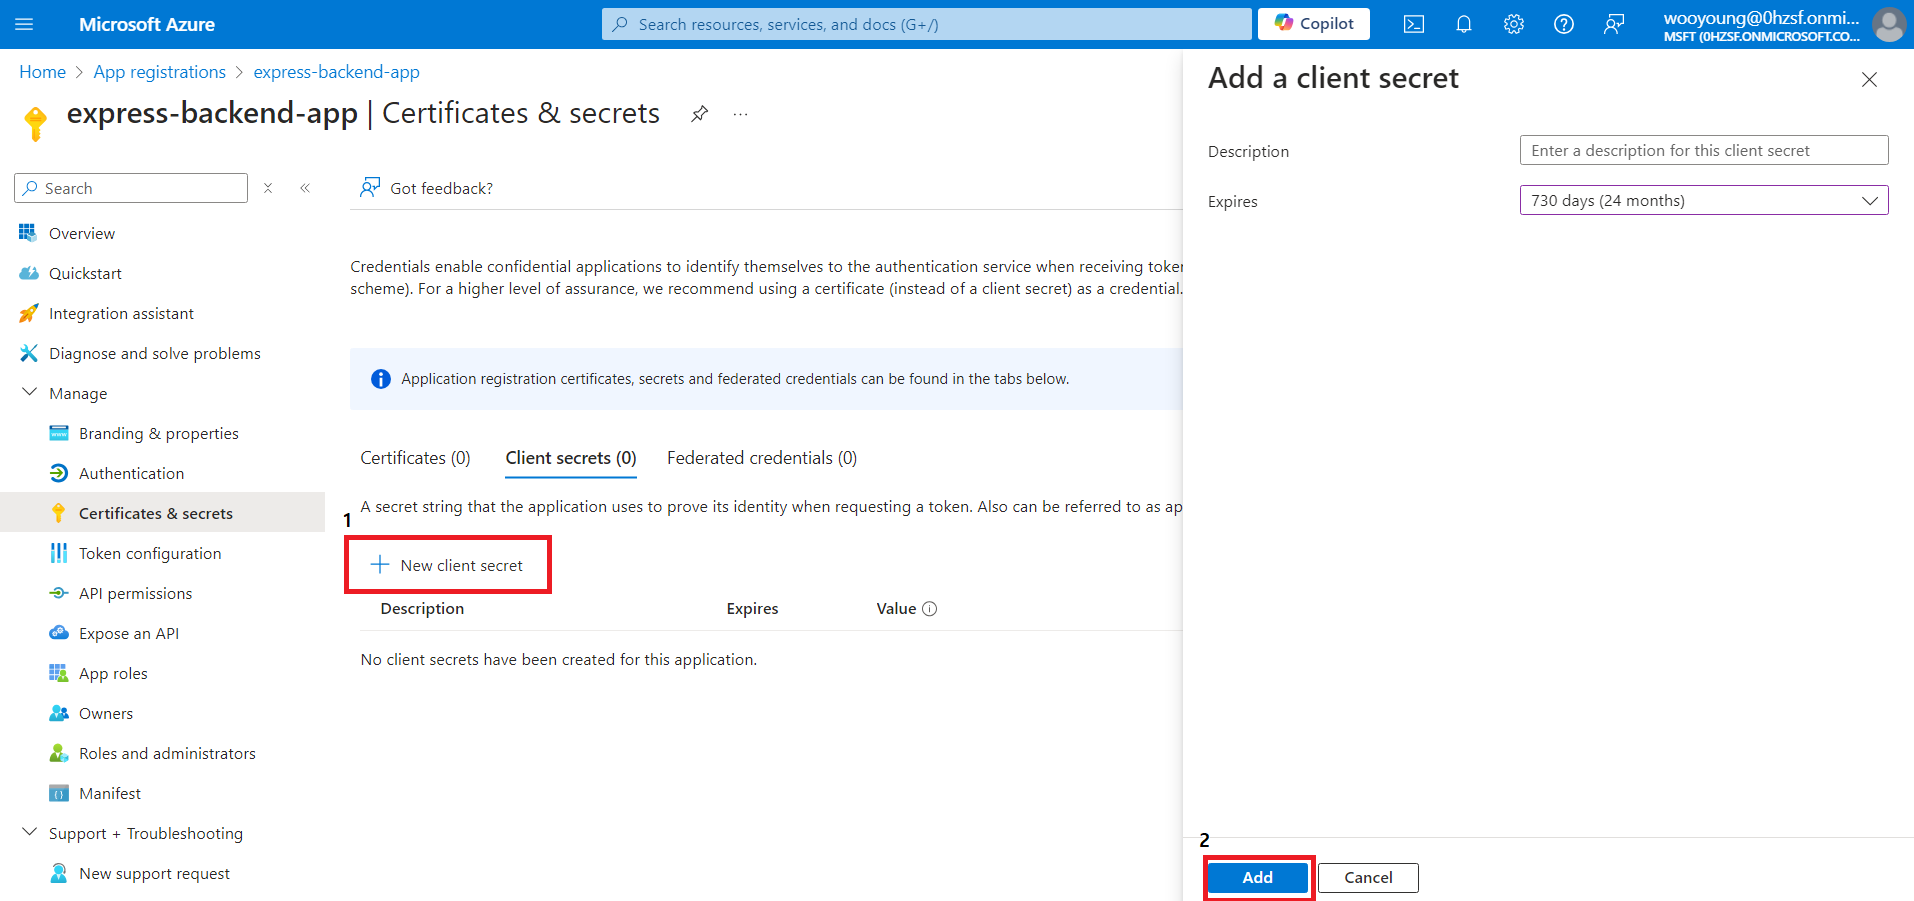 Microsoft Azure
Search resources, services, and docs (G+/)
Copilot
wooyoung@0hzsf.onmi...
MSFT (0HZSF.ONMICROSOFT.CO...
Home > App registrations > express-backend-app
express-backend-app | Certificates & secrets
...
Search
Overview
Quickstart
Integration assistant
Diagnose and solve problems
Manage
Branding & properties
Authentication
Certificates & secrets
Token configuration
API permissions
Expose an API
App roles
Owners
Roles and administrators
Manifest
Support + Troubleshooting
New support request
Got feedback?
Credentials enable confidential applications to identify themselves to the authentication service when receiving token
scheme). For a higher level of assurance, we recommend using a certificate (instead of a client secret) as a credential.
Application registration certificates, secrets and federated credentials can be found in the tabs below.
Certificates (0) Client secrets (0) Federated credentials (0)
A secret string that the application uses to prove its identity when requesting a token. Also can be referred to as ap
1
New client secret
Description Expires Value
No client secrets have been created for this application.
Add a client secret
Description
Enter a description for this client secret
Expires
730 days (24 months)
2
Add
Cancel